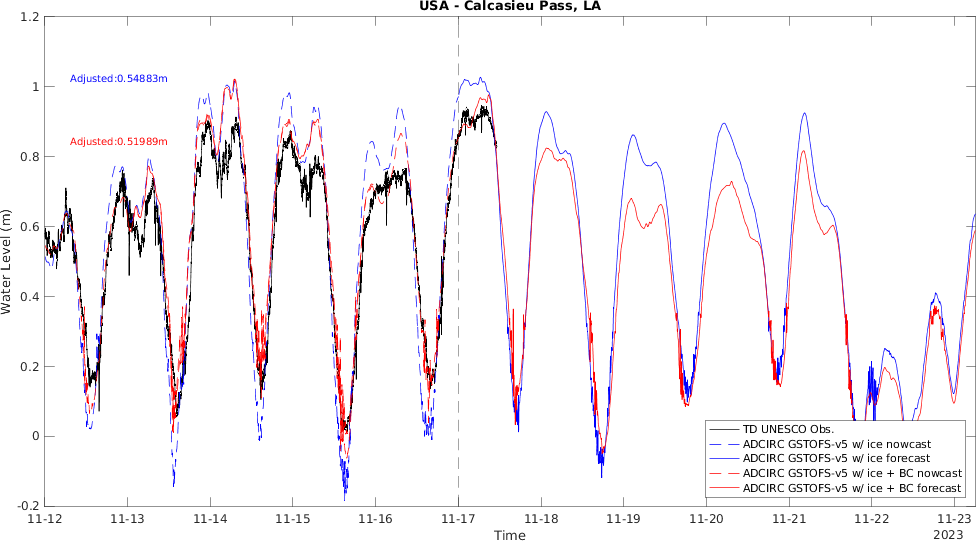 USA - Calcasieu Pass, LA
1.2
1
0.8
0.6
0.4
0.2
0
-0.2
Water Level (m)
Adjusted:0.54883m
Adjusted:0.51989m
TD UNESCO Obs.
ADCIRC GSTOFS-v5 w/ ice nowcast
ADCIRC GSTOFS-v5 w/ ice forecast
ADCIRC GSTOFS-v5 w/ ice + BC nowcast
ADCIRC GSTOFS-v5 w/ ice + BC forecast
11-12 11-13 11-14 11-15 11-16 11-17 11-18 11-19 11-20 11-21 11-22 11-23
Time
2023